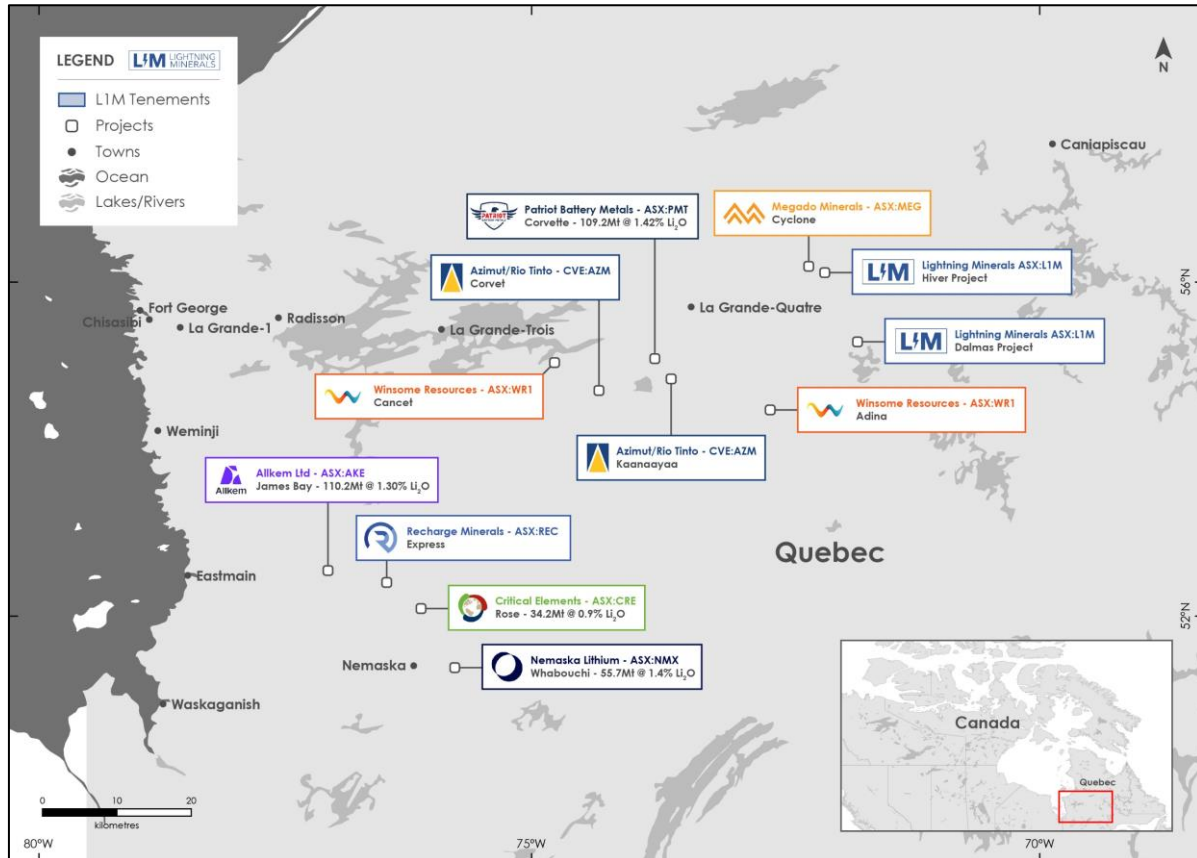 LEGEND
L1M LIGHTNING
MINERALS
L1M Tenements
Projects
Towns
Ocean
Lakes/Rivers
N
Caniapiscau
PATRIOT
Patriot Battery Metals - ASX:PMT
Corvette - 109.2Mt @ 1.42% Li₂O
Megado Minerals - ASX:MEG
Cyclone
Azimut/Rio Tinto - CVE:AZM
Corvet
L1M
Lightning Minerals ASX:L1M
Hiver Project
56°N
Fort George
Chisasibi
La Grande-1
Radisson
La Grande-Trois
La Grande-Quatre
L1M
Lightning Minerals ASX:L1M
Dalmas Project
Winsome Resources - ASX:WR1
Cancet
Winsome Resources - ASX:WR1
Adina
Weminji
Azimut/Rio Tinto - CVE:AZM
Kaanaayaa
Allkem
Allkem Ltd - ASX:AKE
James Bay - 110.2Mt @ 1.30% Li₂O
Recharge Minerals - ASX:REC
Express
Quebec
Eastmain
Critical Elements - ASX:CRE
Rose - 34.2Mt @ 0.9% Li₂O
52°N
Nemaska
Nemaska Lithium - ASX:NMX
Whabouchi - 55.7Mt @ 1.4% Li₂O
Waskaganish
Canada
Quebec
0 10 20
kilometres
80°W
75°W
70°W